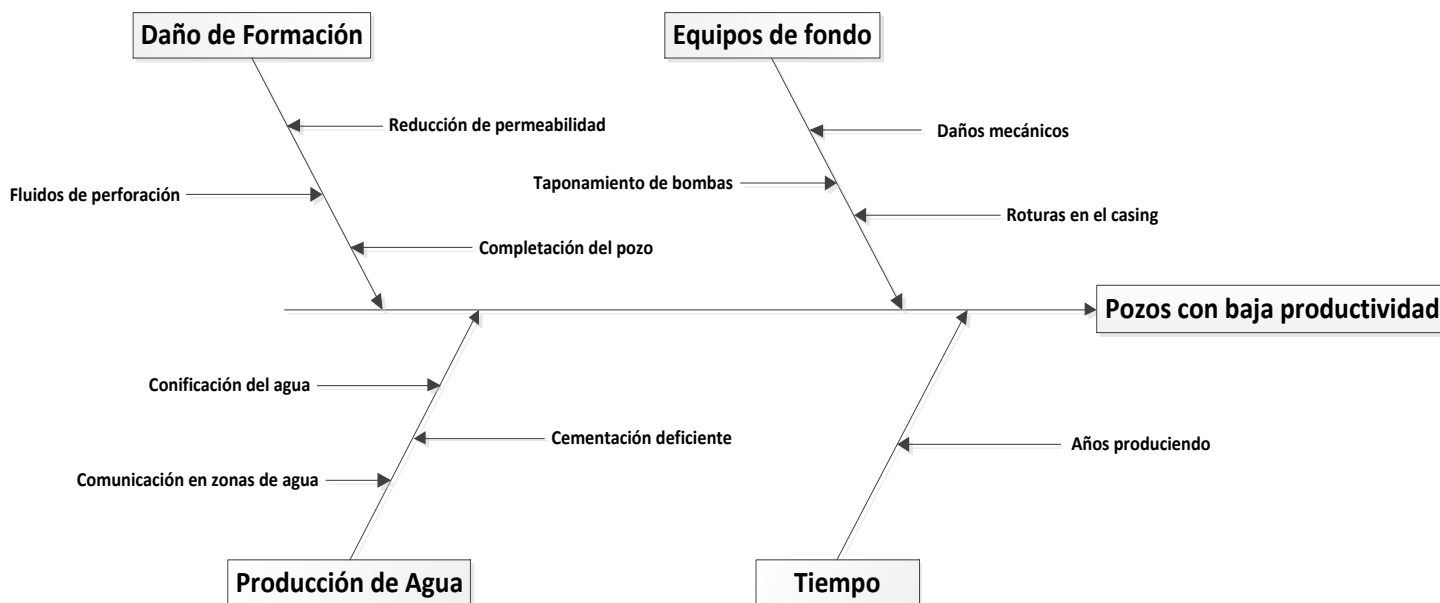 Daño de Formación
Equipos de fondo
Reducción de permeabilidad
Daños mecánicos
Fluidos de perforación
Taponamiento de bombas
Roturas en el casing
Completación del pozo
Pozos con baja productividad
Conificación del agua
Cementación deficiente
Años produciendo
Comunicación en zonas de agua
Producción de Agua
Tiempo